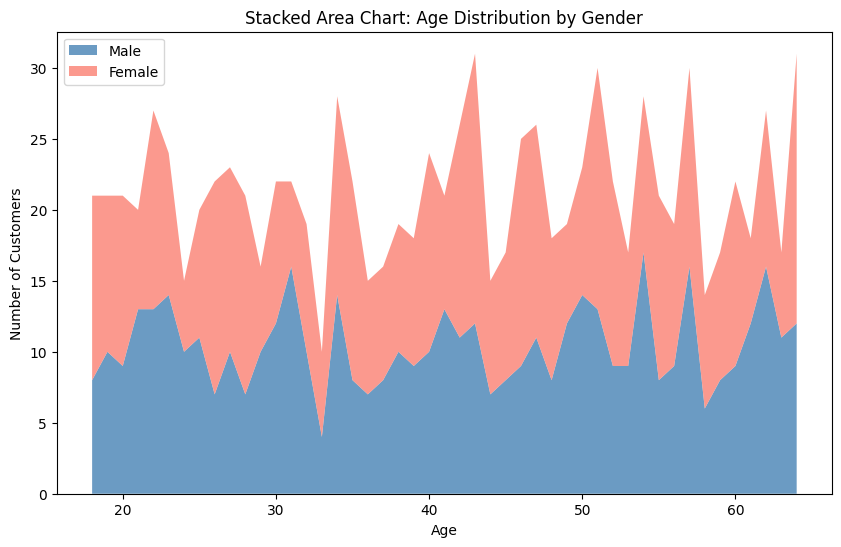 Stacked Area Chart: Age Distribution by Gender
Male
Female
Number of Customers
30
25
20
15
10
5
0
20
30
40
50
60
Age